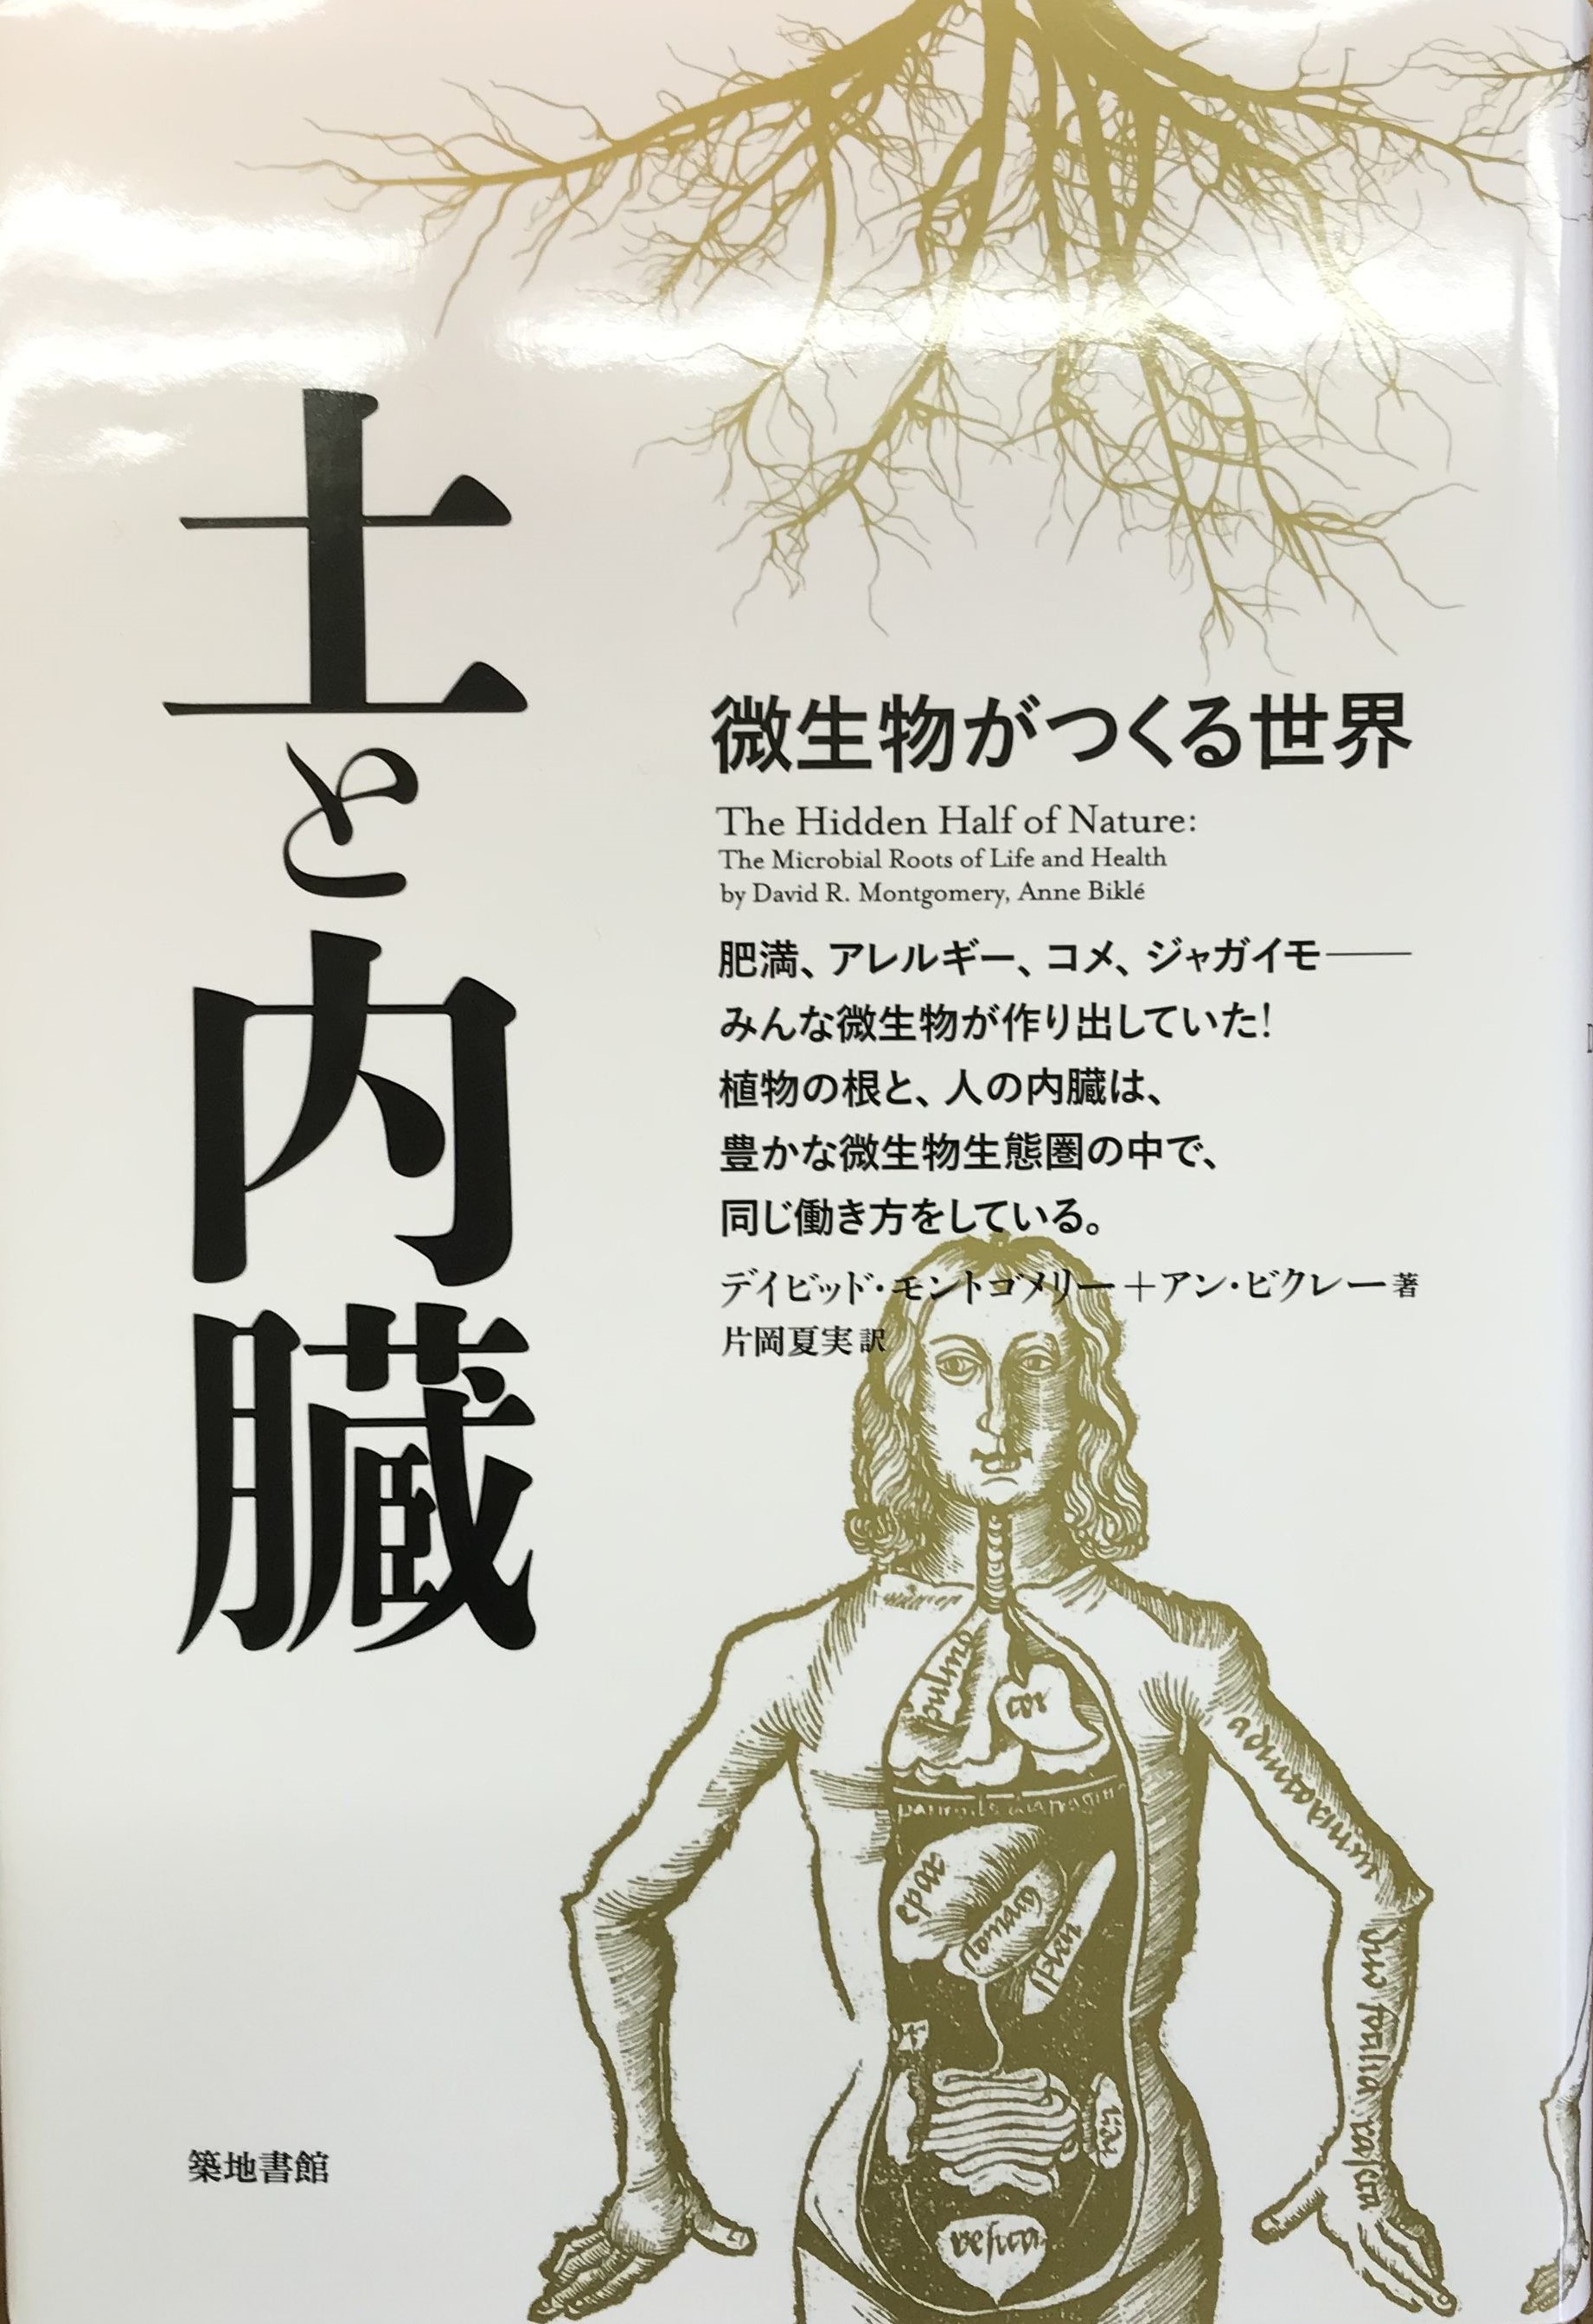 土と内臓
微生物がつくる世界
The Hidden Half of Nature:
The Microbial Roots of Life and Health
by David R. Montgomery, Anne Biklé
肥満、アレルギー、コメ、ジャガイモ——
みんな微生物が作り出していた!
植物の根と、人の内臓は、
豊かな微生物生態圏の中で、
同じ働き方をしている。
デイビッド・モントゴメリー+アン・ビクレー 著
片岡夏実 訳
pulmo
cor
epar
splen
vesica
築地書館